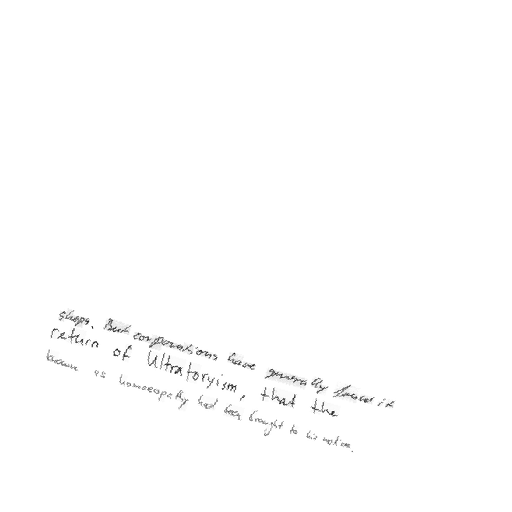 shops. But corporations have generally found it
return of Ultratoryism, that the
known as homoeopathy had been brought to his notice.